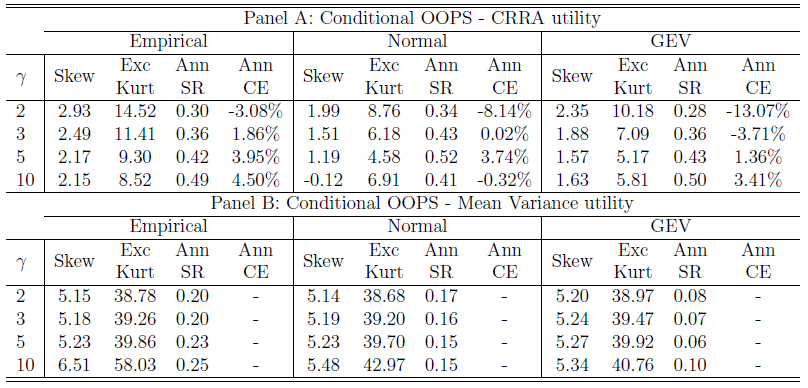 Panel A: Conditional OOPS - CRRA utility
Empirical Normal GEV
γ Skew Exc Kurt Ann SR Ann CE Skew Exc Kurt Ann SR Ann CE Skew Exc Kurt Ann SR Ann CE
2 2.93 14.52 0.30 -3.08% 1.99 8.76 0.34 -8.14% 2.35 10.18 0.28 -13.07%
3 2.49 11.41 0.36 1.86% 1.51 6.18 0.43 0.02% 1.88 7.09 0.36 -3.71%
5 2.17 9.30 0.42 3.95% 1.19 4.58 0.52 3.74% 1.57 5.17 0.43 1.36%
10 2.15 8.52 0.49 4.50% -0.12 6.91 0.41 -0.32% 1.63 5.81 0.50 3.41%
Panel B: Conditional OOPS - Mean Variance utility
Empirical Normal GEV
γ Skew Exc Kurt Ann SR Ann CE Skew Exc Kurt Ann SR Ann CE Skew Exc Kurt Ann SR Ann CE
2 5.15 38.78 0.20 - 5.14 38.68 0.17 - 5.20 38.97 0.08 -
3 5.18 39.26 0.20 - 5.19 39.20 0.16 - 5.24 39.47 0.07 -
5 5.23 39.86 0.23 - 5.23 39.70 0.15 - 5.27 39.92 0.06 -
10 6.51 58.03 0.25 - 5.48 42.97 0.15 - 5.34 40.76 0.10 -